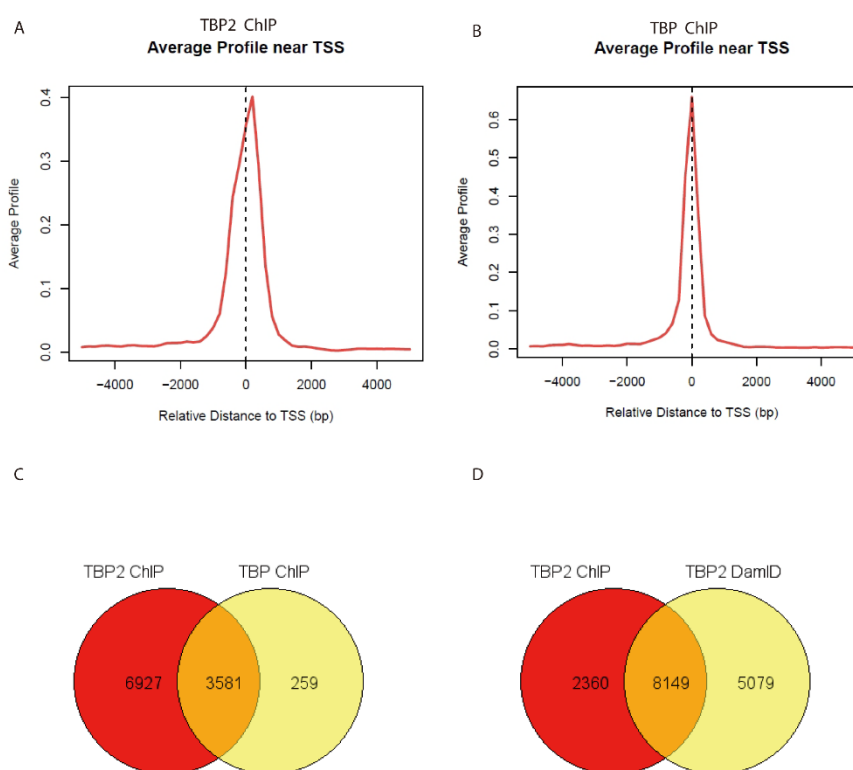 A
TBP2 ChIP
Average Profile near TSS
Average Profile
0.4
0.3
0.2
0.1
0.0
−4000 −2000 0 2000 4000
Relative Distance to TSS (bp)
B
TBP ChIP
Average Profile near TSS
Average Profile
0.6
0.5
0.4
0.3
0.2
0.1
0.0
−4000 −2000 0 2000 4000
Relative Distance to TSS (bp)
C
TBP2 ChIP TBP ChIP
6927 3581 259
D
TBP2 ChIP TBP2 DamID
2360 8149 5079